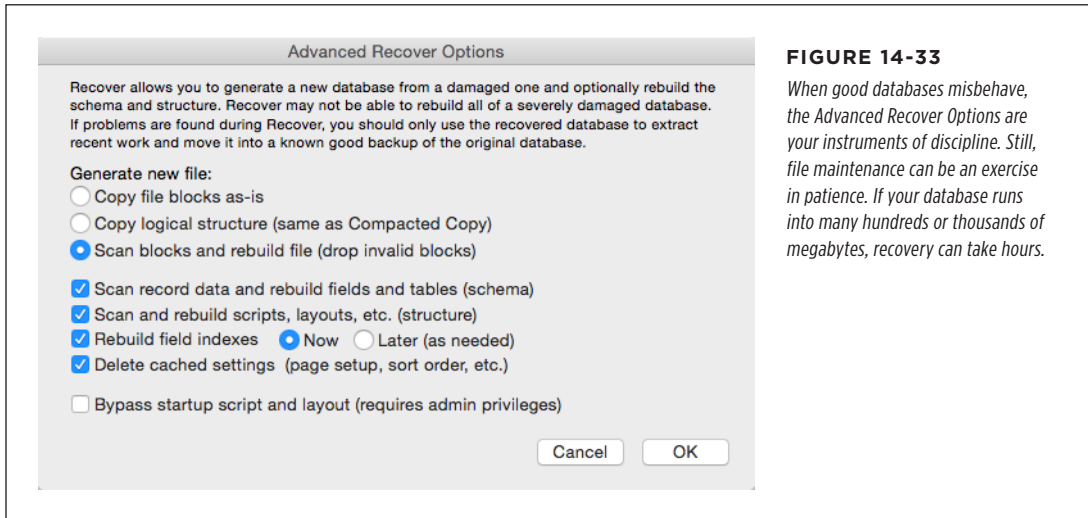 Advanced Recover Options
Recover allows you to generate a new database from a damaged one and optionally rebuild the
schema and structure. Recover may not be able to rebuild all of a severely damaged database.
If problems are found during Recover, you should only use the recovered database to extract
recent work and move it into a known good backup of the original database.
Generate new file:
Copy file blocks as-is
Copy logical structure (same as Compacted Copy)
Scan blocks and rebuild file (drop invalid blocks)
Scan record data and rebuild fields and tables (schema)
Scan and rebuild scripts, layouts, etc. (structure)
Rebuild field indexes Now Later (as needed)
Delete cached settings (page setup, sort order, etc.)
Bypass startup script and layout (requires admin privileges)
Cancel OK
FIGURE 14-33
When good databases misbehave,
the Advanced Recover Options are
your instruments of discipline. Still,
file maintenance can be an exercise
in patience. If your database runs
into many hundreds or thousands of
megabytes, recovery can take hours.